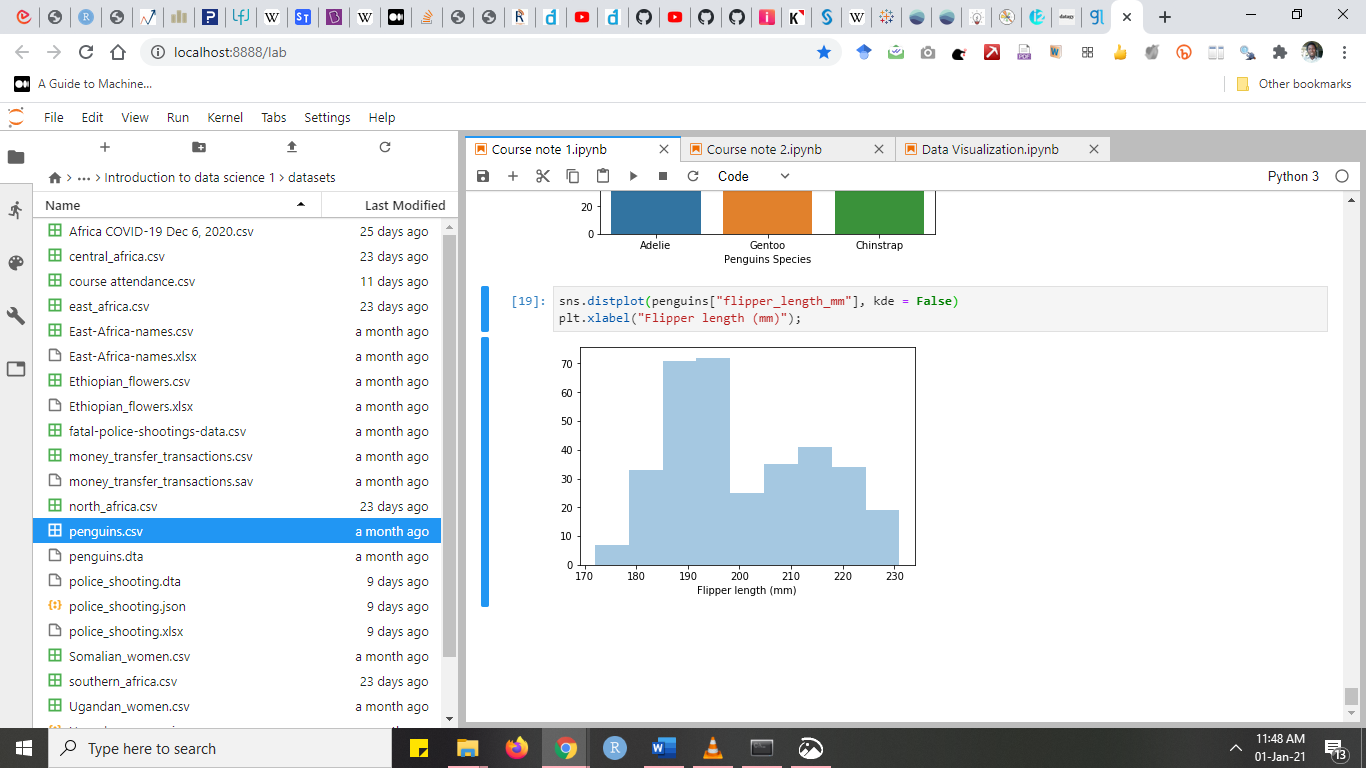 localhost:8888/lab
A Guide to Machine...
Other bookmarks
File Edit View Run Kernel Tabs Settings Help
… Introduction to data science 1 > datasets
Name Last Modified
Africa COVID-19 Dec 6, 2020.csv 25 days ago
central_africa.csv 23 days ago
course attendance.csv 11 days ago
east_africa.csv 23 days ago
East-Africa-names.csv a month ago
East-Africa-names.xlsx a month ago
Ethiopian_flowers.csv a month ago
Ethiopian_flowers.xlsx a month ago
fatal-police-shootings-data.csv a month ago
money_transfer_transactions.csv a month ago
money_transfer_transactions.sav a month ago
north_africa.csv 23 days ago
penguins.csv a month ago
penguins.dta a month ago
police_shooting.dta 9 days ago
police_shooting.json 9 days ago
police_shooting.xlsx 9 days ago
Somalian_women.csv a month ago
southern_africa.csv 23 days ago
Ugandan_women.csv a month ago
Course note 1.ipynb Course note 2.ipynb Data Visualization.ipynb
Code Python 3
20
0
Adelie Gentoo Chinstrap
Penguins Species
[19]: sns.distplot(penguins["flipper_length_mm"], kde = False)
plt.xlabel("Flipper length (mm)");
70
60
50
40
30
20
10
0
170 180 190 200 210 220 230
Flipper length (mm)
Type here to search
11:48 AM
01-Jan-21
13